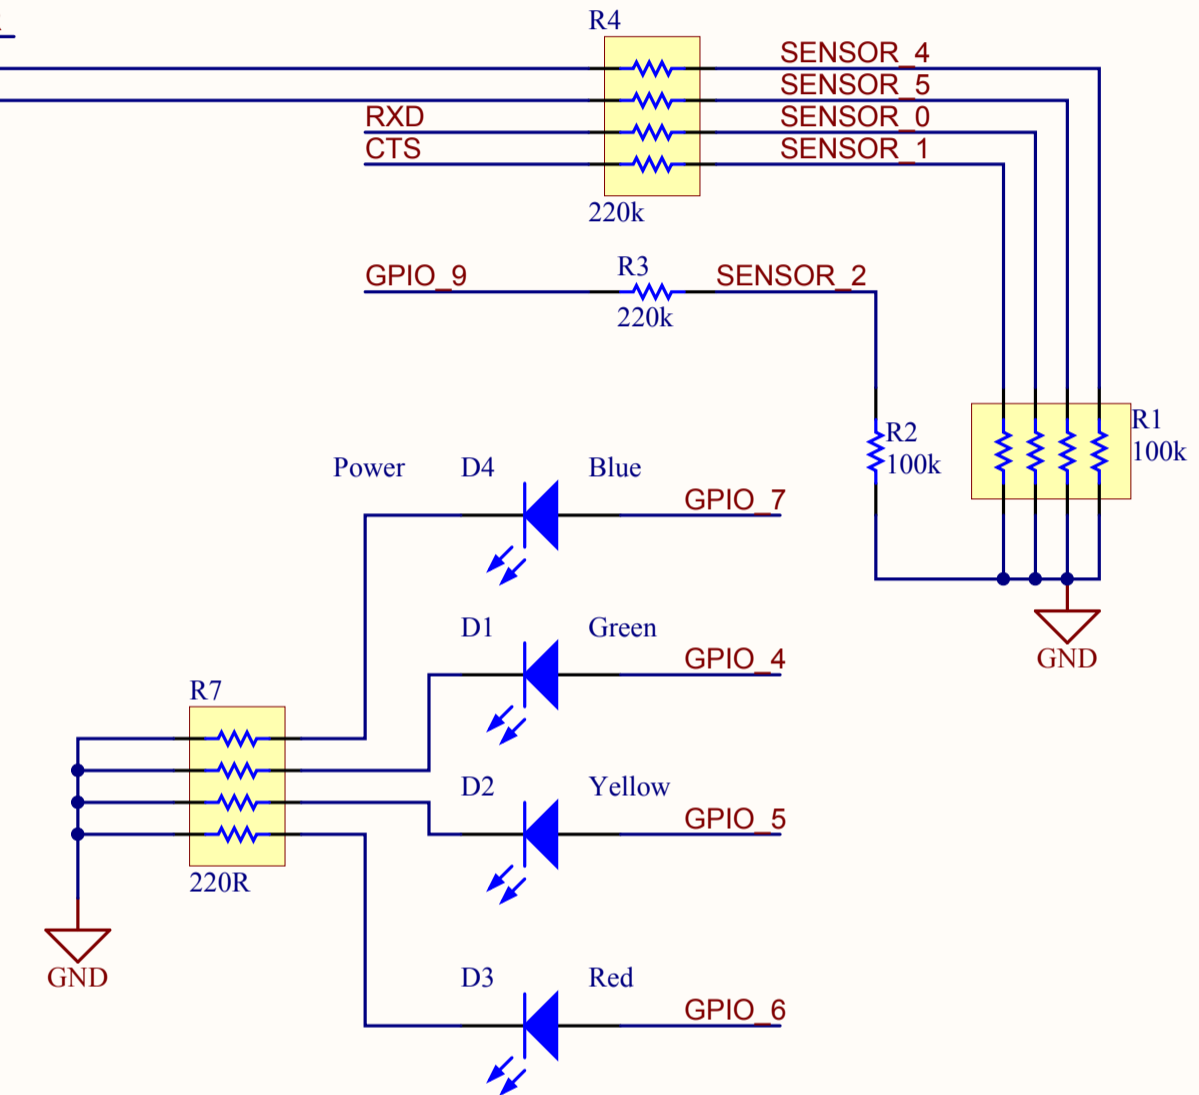 R4
SENSOR_4
SENSOR_5
RXD
SENSOR_0
CTS
SENSOR_1
220k
GPIO_9
R3
SENSOR_2
220k
R2
100k
R1
100k
Power
D4
Blue
GPIO_7
D1
Green
GPIO_4
GND
R7
D2
Yellow
GPIO_5
220R
GND
D3
Red
GPIO_6